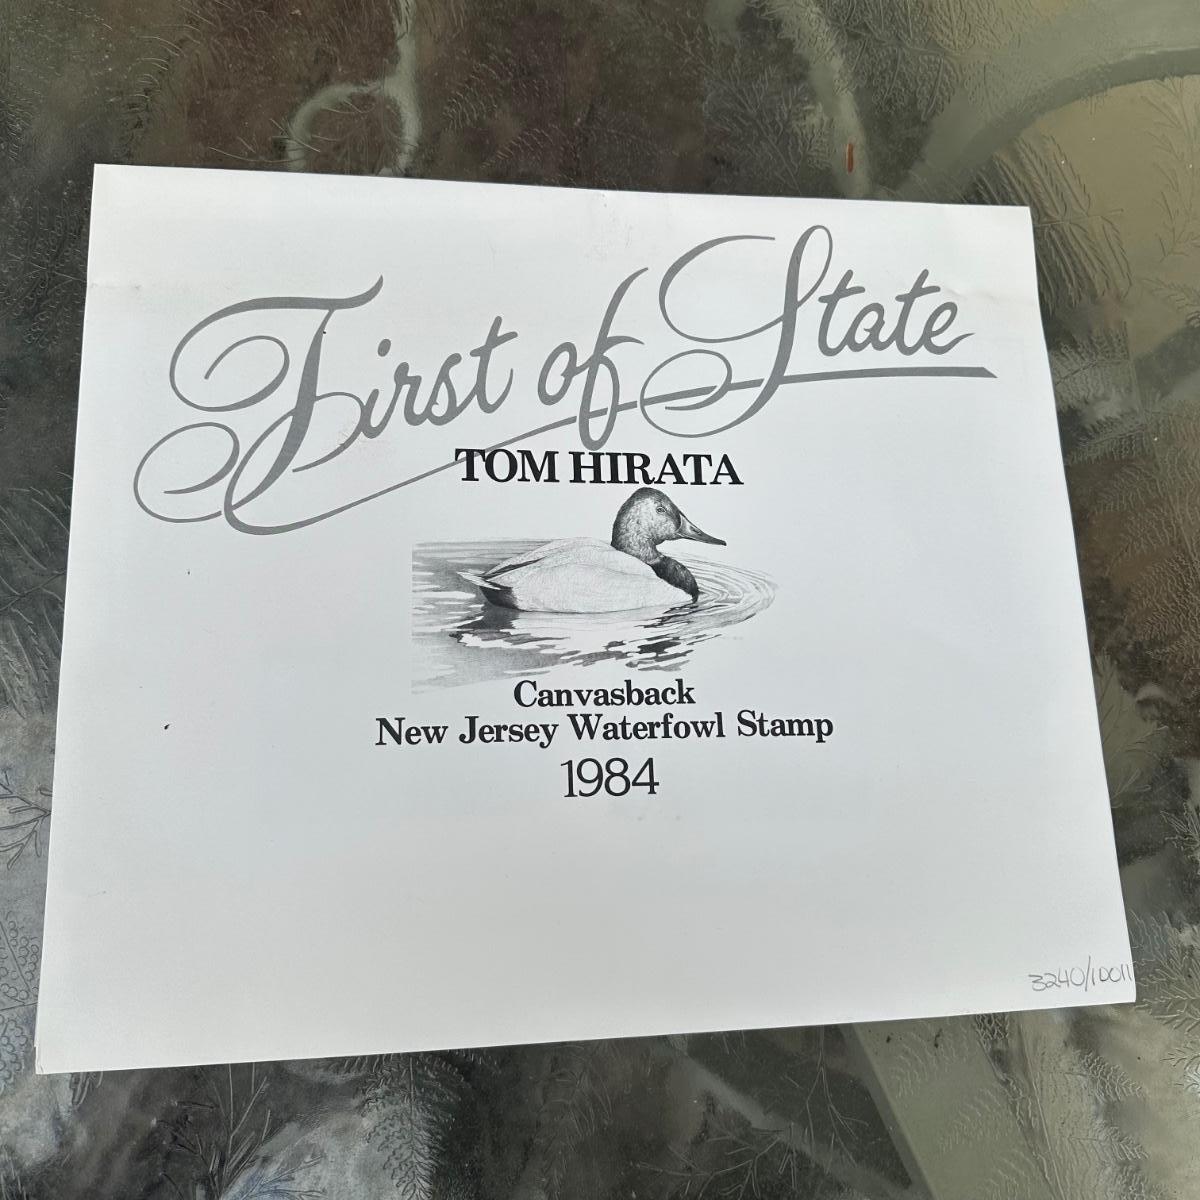 First of State
TOM HIRATA
Canvasback
New Jersey Waterfowl Stamp
1984
3240/10011